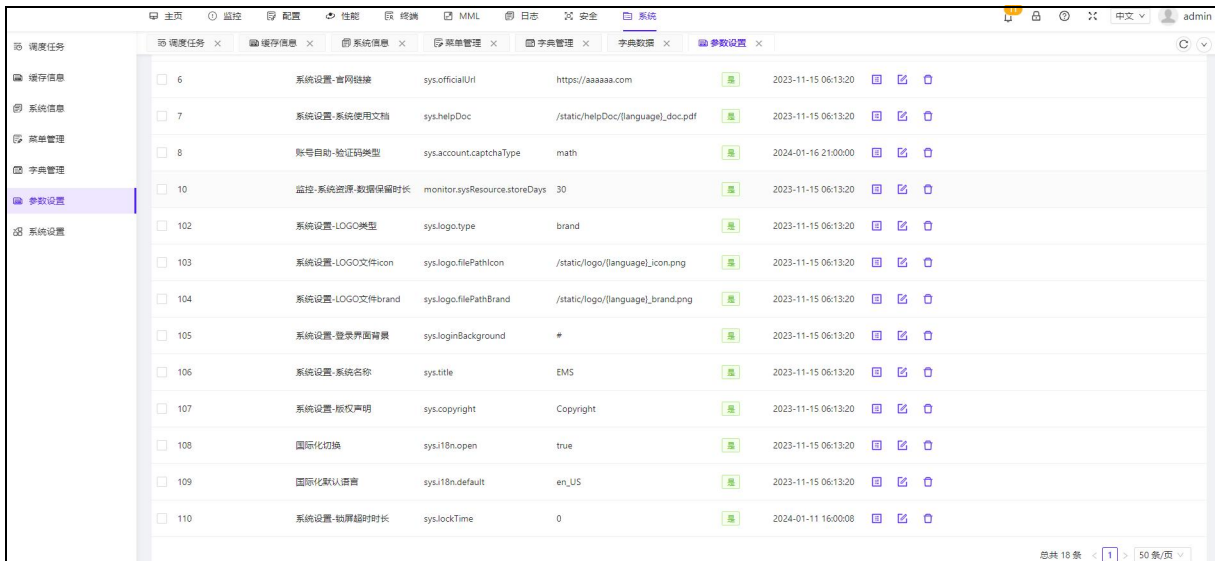 主页 监控 配置 性能 终端 MML 日志 安全 系统 11 中文 admin
调度任务
缓存信息
系统信息
菜单管理
字典管理
参数设置
系统设置
调度任务 缓存信息 系统信息 菜单管理 字典管理 字典数据 参数设置
6 系统设置-官网链接 sys.officialUrl https://aaaaaa.com 是 2023-11-15 06:13:20
7 系统设置-系统使用文档 sys.helpDoc /static/helpDoc/{language}_doc.pdf 是 2023-11-15 06:13:20
8 账号自助-验证码类型 sys.account.captchaType math 是 2024-01-16 21:00:00
10 监控-系统资源-数据保留时长 monitor.sysResource.storeDays 30 是 2023-11-15 06:13:20
102 系统设置-LOGO类型 sys.logo.type brand 是 2023-11-15 06:13:20
103 系统设置-LOGO文件icon sys.logo.filePathIcon /static/logo/{language}_icon.png 是 2023-11-15 06:13:20
104 系统设置-LOGO文件brand sys.logo.filePathBrand /static/logo/{language}_brand.png 是 2023-11-15 06:13:20
105 系统设置-登录界面背景 sys.loginBackground # 是 2023-11-15 06:13:20
106 系统设置-系统名称 sys.title EMS 是 2023-11-15 06:13:20
107 系统设置-版权声明 sys.copyright Copyright 是 2023-11-15 06:13:20
108 国际化切换 sys.i18n.open true 是 2023-11-15 06:13:20
109 国际化默认语言 sys.i18n.default en_US 是 2023-11-15 06:13:20
110 系统设置-锁屏超时时长 sys.lockTime 0 是 2024-01-11 16:00:08
总共 18 条 < 1 > 50 条/页